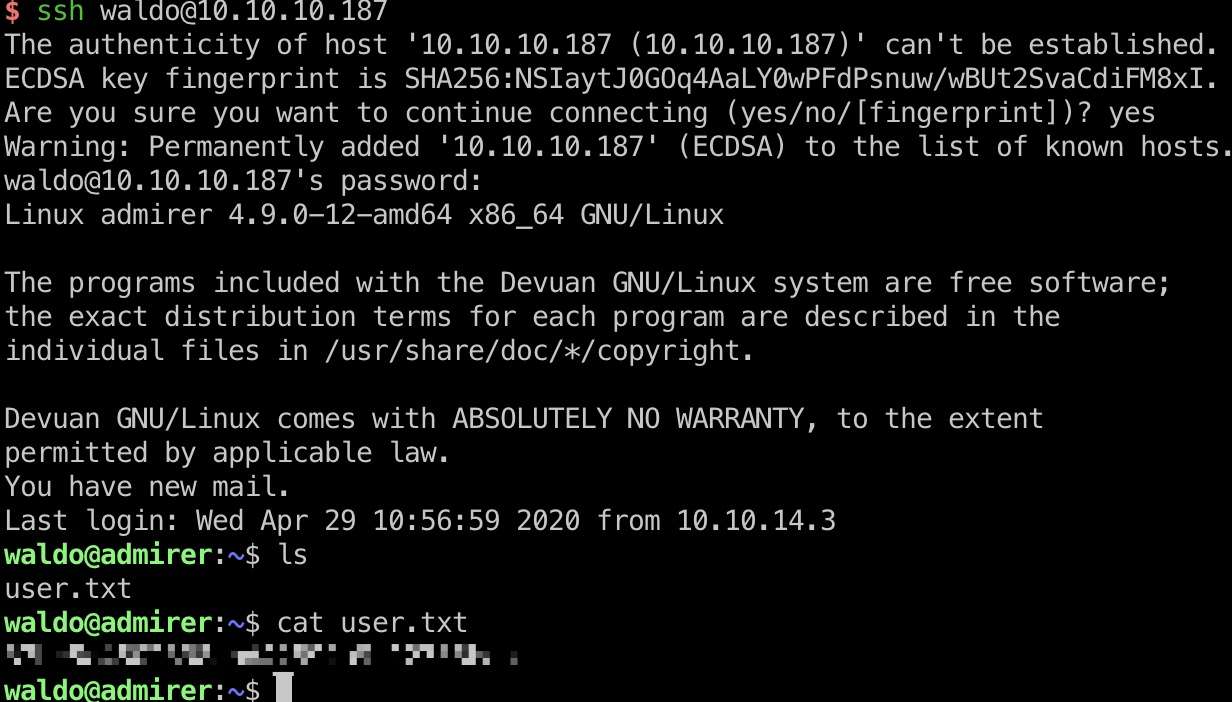 $ ssh waldo@10.10.10.187
The authenticity of host '10.10.10.187 (10.10.10.187)' can't be established.
ECDSA key fingerprint is SHA256:NSIaytJ0GOq4AaLY0wPFdPsnuw/wBUt2SvaCdiFM8xI.
Are you sure you want to continue connecting (yes/no/[fingerprint])? yes
Warning: Permanently added '10.10.10.187' (ECDSA) to the list of known hosts.
waldo@10.10.10.187's password:
Linux admirer 4.9.0-12-amd64 x86_64 GNU/Linux
The programs included with the Devuan GNU/Linux system are free software;
the exact distribution terms for each program are described in the
individual files in /usr/share/doc/*/copyright.
Devuan GNU/Linux comes with ABSOLUTELY NO WARRANTY, to the extent
permitted by applicable law.
You have new mail.
Last login: Wed Apr 29 10:56:59 2020 from 10.10.14.3
waldo@admirer:~$ ls
user.txt
waldo@admirer:~$ cat user.txt
waldo@admirer:~$